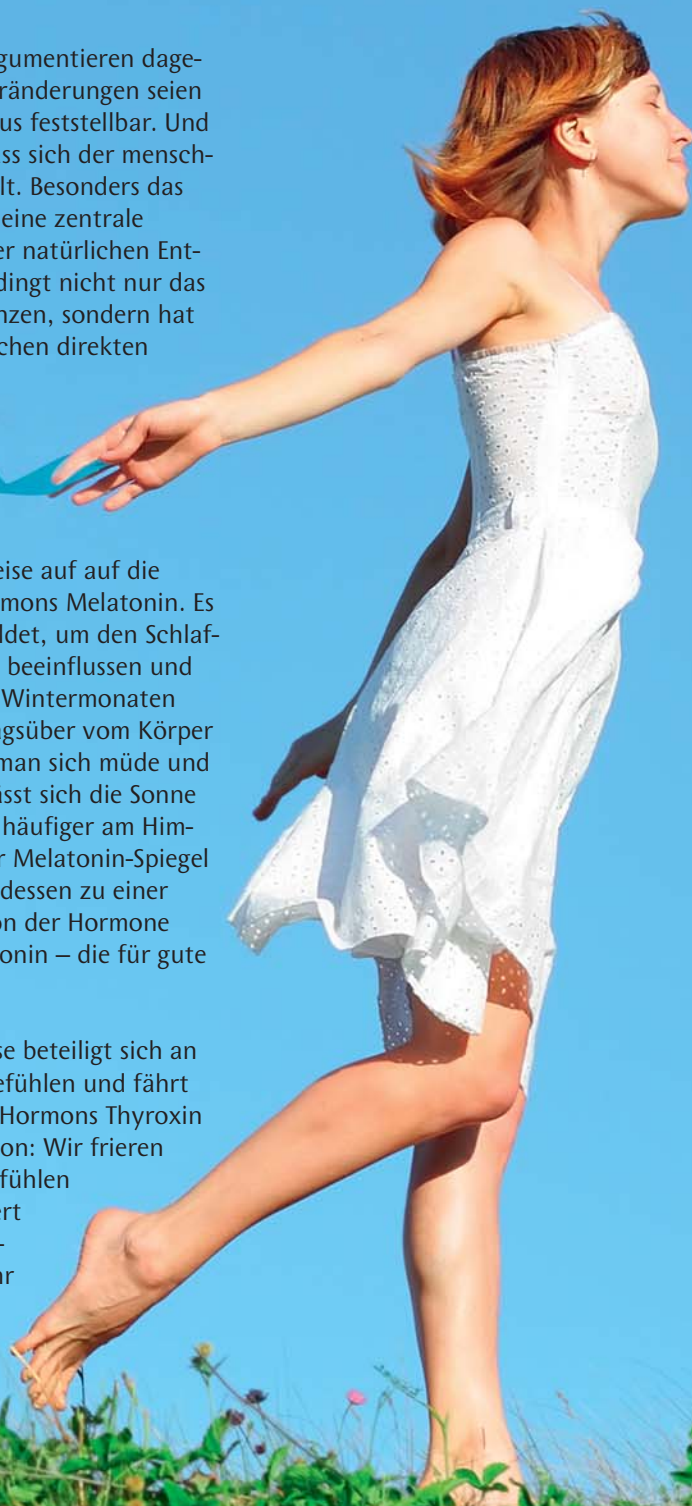 gumentieren dage-
ränderungen seien
us feststellbar. Und
ss sich der mensch-
lt. Besonders das
eine zentrale
er natürlichen Ent-
dingt nicht nur das
nzen, sondern hat
chen direkten
eise auf auf die
mons Melatonin. Es
ldet, um den Schlaf-
beeinflussen und
Wintermonaten
gsüber vom Körper
man sich müde und
isst sich die Sonne
häufiger am Him-
r Melatonin-Spiegel
dessen zu einer
on der Hormone
onin – die für gute
se beteiligt sich an
efühlen und fährt
Hormons Thyroxin
on: Wir frieren
fühlen
ert
-
hr